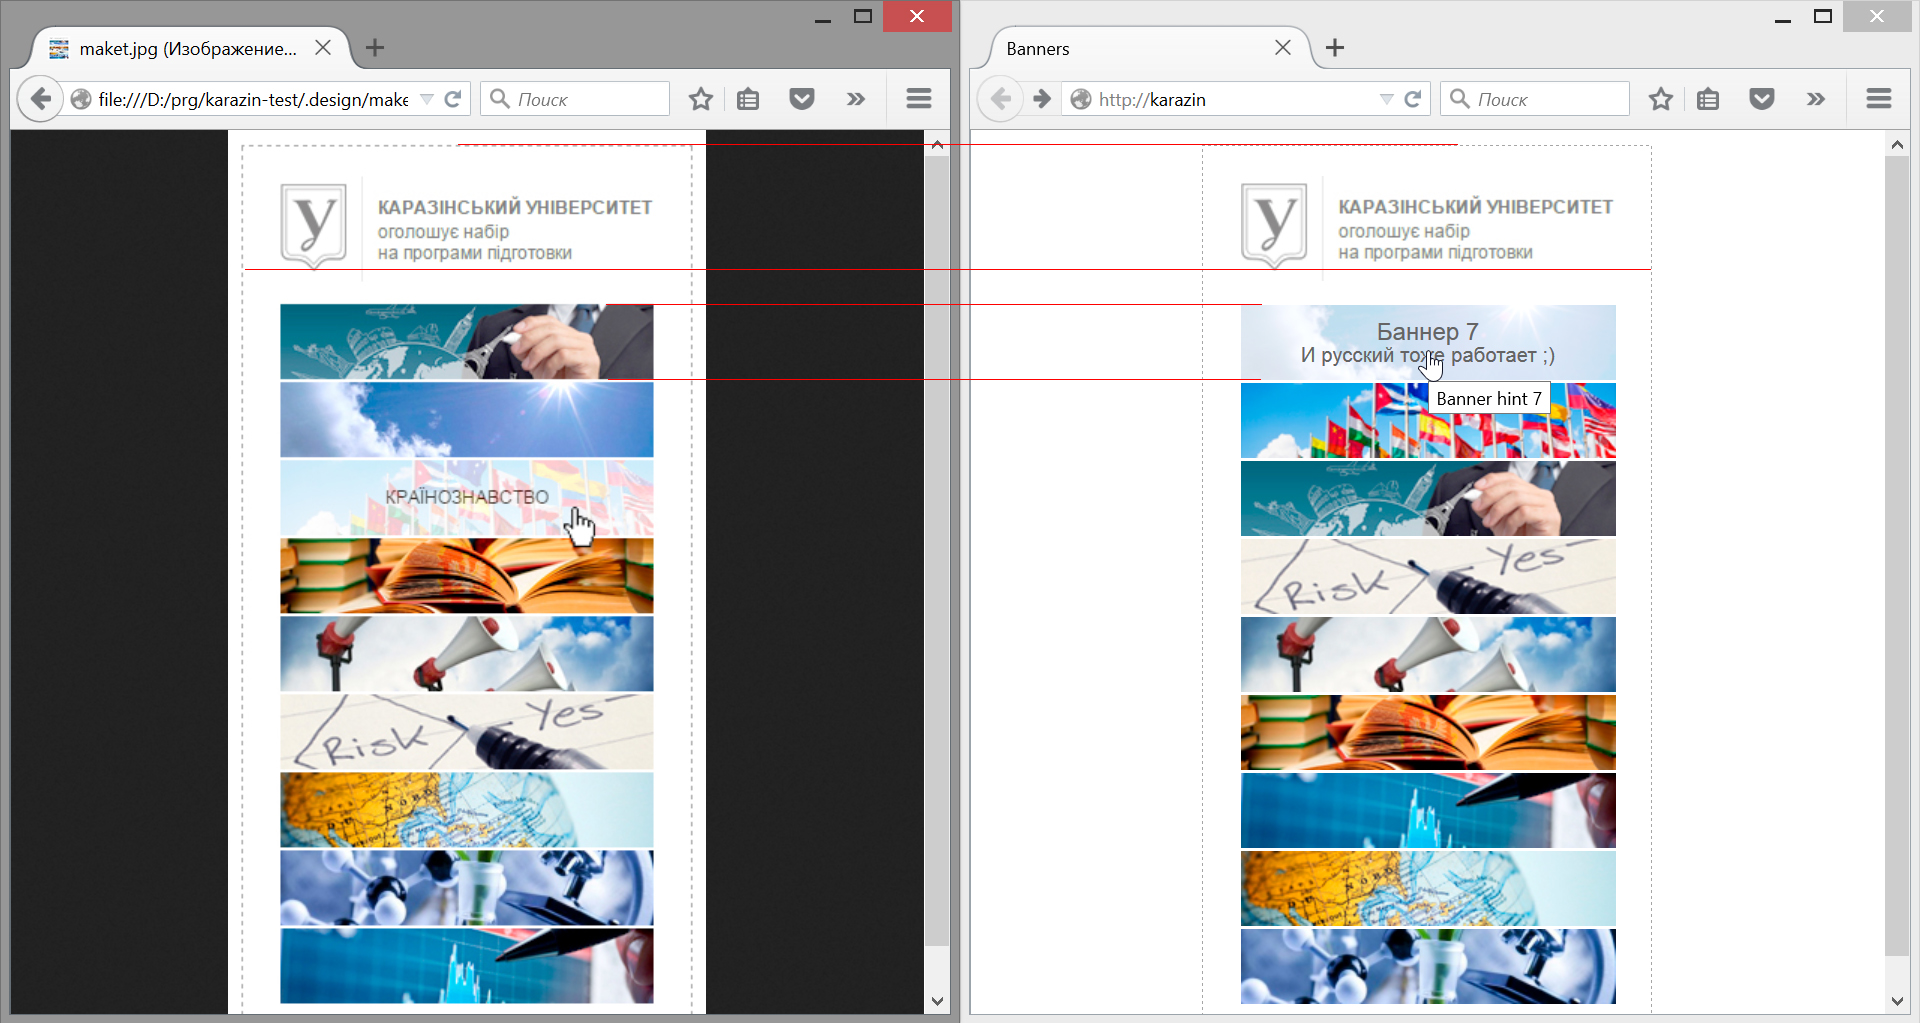 maket.jpg (Изображение...
file:///D:/prg/karazin-test/.design/make
Поиск
У
КАРАЗІНСЬКИЙ УНІВЕРСИТЕТ
оголошує набір
на програми підготовки
КРАЇНОЗНАВСТВО
Risk
Yes
NORD
Banners
http://karazin
Поиск
У
КАРАЗІНСЬКИЙ УНІВЕРСИТЕТ
оголошує набір
на програми підготовки
Баннер 7
И русский тоже работает ;)
Banner hint 7
Risk
Yes
NORD